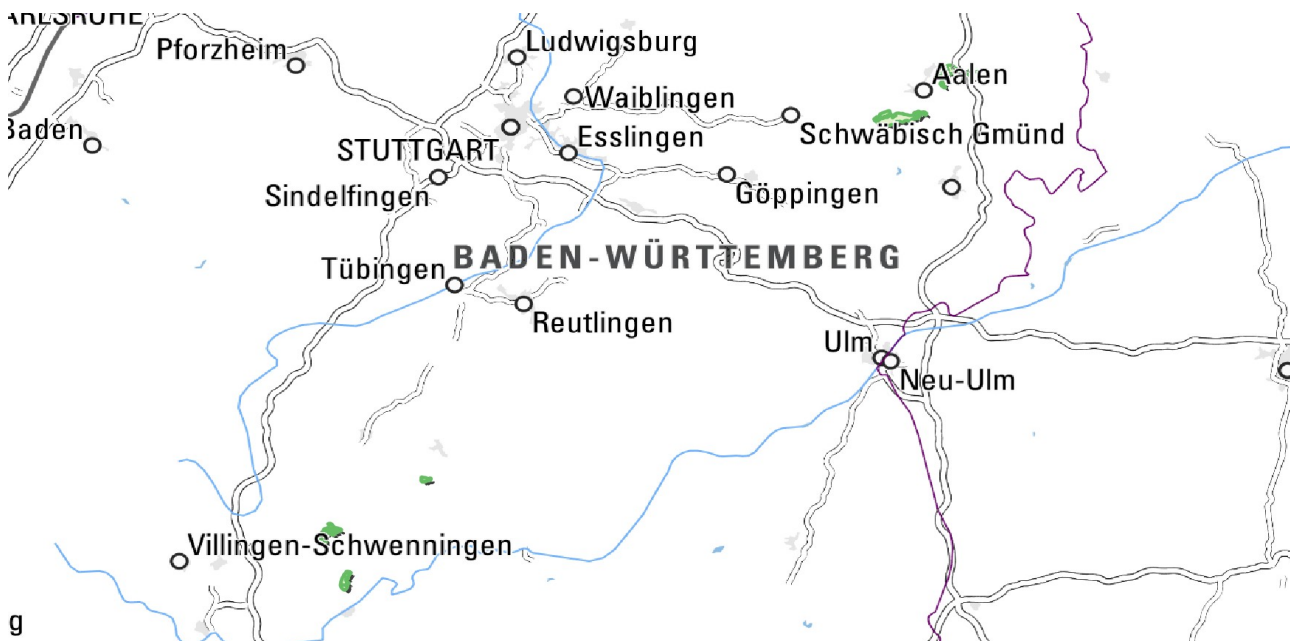 ARLSRUHE
Pforzheim
Ludwigsburg
Aalen
Waiblingen
Baden
Esslingen
Schwäbisch Gmünd
STUTTGART
Sindelfingen
Göppingen
BADEN-WÜRTTEMBERG
Tübingen
Reutlingen
Ulm
Neu-Ulm
Villingen-Schwenningen
g